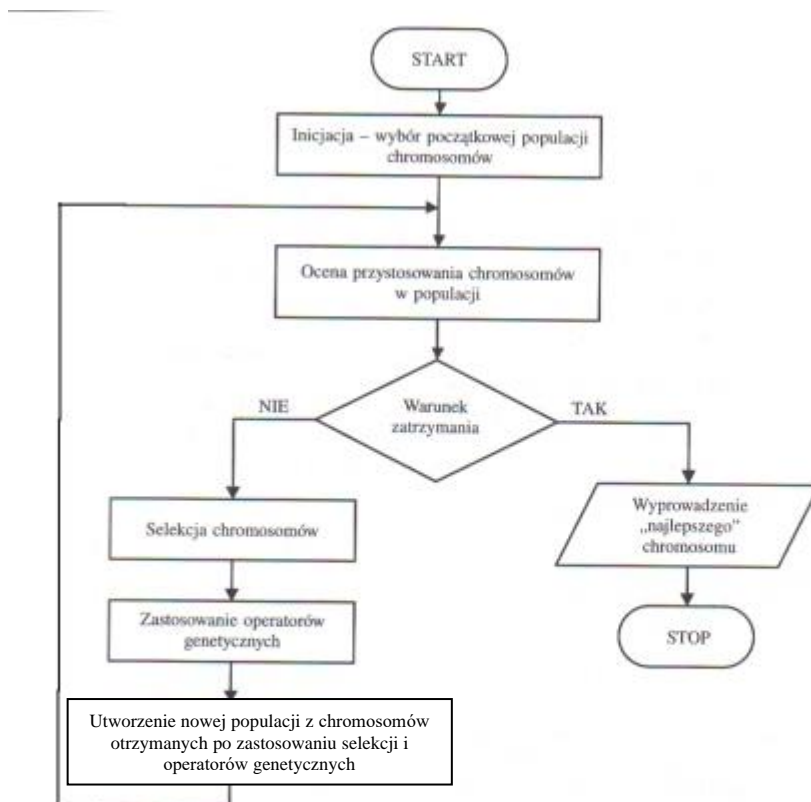 START
Inicjacja – wybór początkowej populacji
chromosomów
Ocena przystosowania chromosomów
w populacji
Warunek
zatrzymania
NIE
TAK
Selekcja chromosomów
Wyprowadzenie
„najlepszego”
chromosomu
Zastosowanie operatorów
genetycznych
STOP
Utworzenie nowej populacji z chromosomów
otrzymanych po zastosowaniu selekcji i
operatorów genetycznych